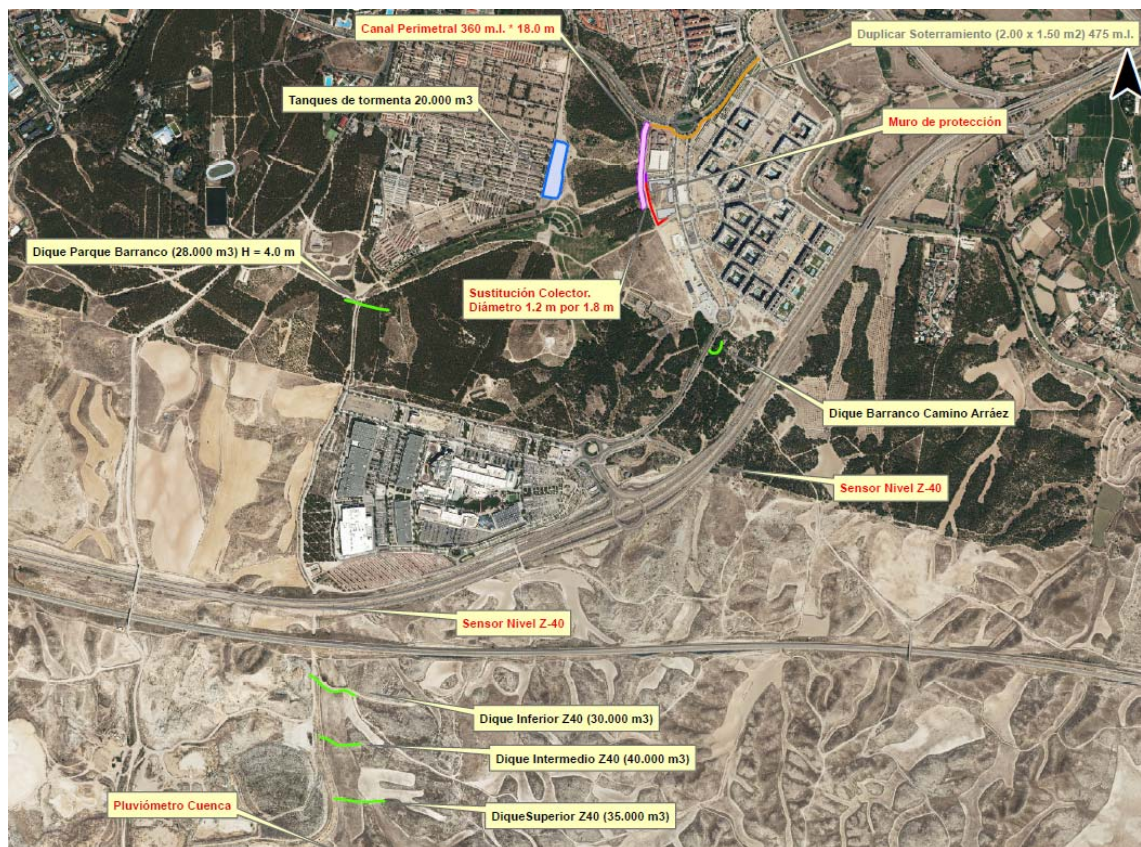 Canal Perimetral 360 m.l. * 18.0 m
Duplicar Soterramiento (2.00 x 1.50 m2) 475 m.l.
Tanques de tormenta 20.000 m3
Muro de protección
Dique Parque Barranco (28.000 m3) H = 4.0 m
Sustitución Colector.
Diámetro 1.2 m por 1.8 m
Dique Barranco Camino Arráez
Sensor Nivel Z-40
Sensor Nivel Z-40
Dique Inferior Z40 (30.000 m3)
Dique Intermedio Z40 (40.000 m3)
Pluviómetro Cuenca
DiqueSuperior Z40 (35.000 m3)